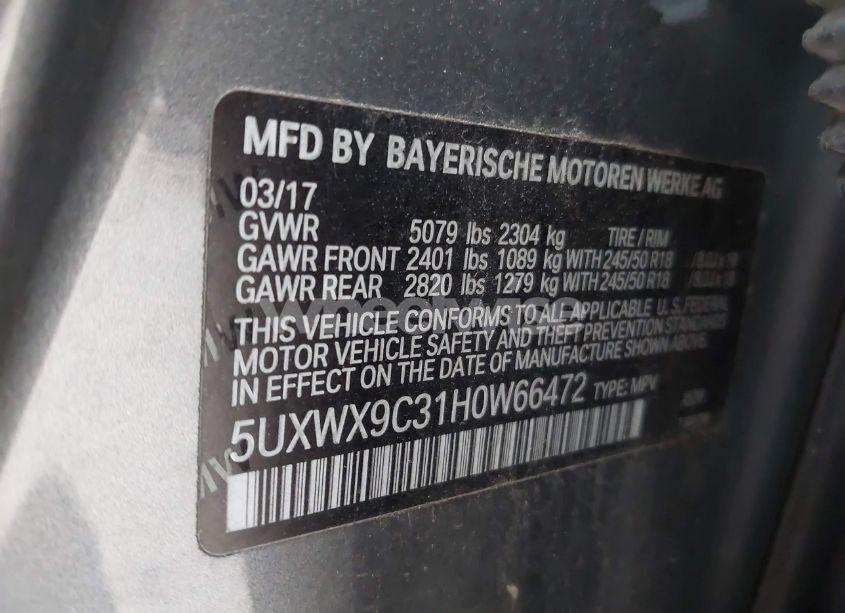 MFD BY BAYERISCHE MOTOREN WERKE AG
03/17
GVWR 5079 lbs 2304 kg TIRE / RIM
GAWR FRONT 2401 lbs 1089 kg WITH 245/50 R18
GAWR REAR 2820 lbs 1279 kg WITH 245/50 R18
THIS VEHICLE CONFORMS TO ALL APPLICABLE U. S. FEDERAL
MOTOR VEHICLE SAFETY AND THEFT PREVENTION STANDARDS
IN EFFECT ON THE DATE OF MANUFACTURE SHOWN ABOVE.
5UXWX9C31H0W66472 TYPE: MPV